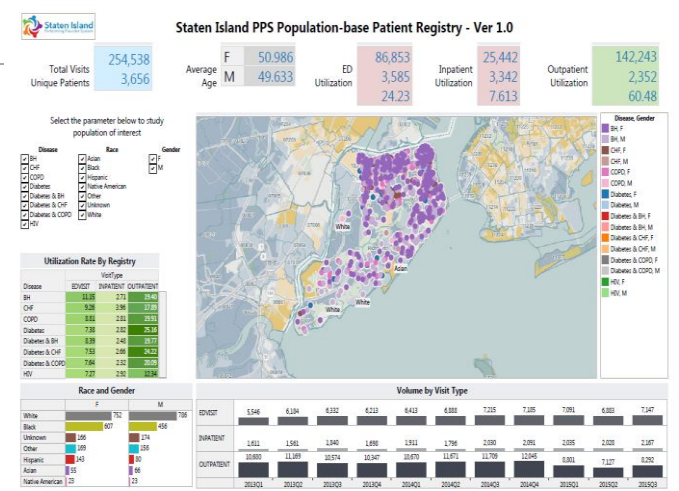 Staten Island
Staten Island PPS Population-base Patient Registry - Ver 1.0
Total Visits 254,538
Unique Patients 3,656
Average Age
F 50.986
M 49.633
ED Utilization
86,853
3,585
24.23
Inpatient Utilization
25,442
3,342
7.613
Outpatient Utilization
142,243
2,352
60.48
Select the parameter below to study
population of interest
Disease Race Gender
BH Asian F
CHF Black M
COPD Hispanic
Diabetes Native American
Diabetes & BH Other
Diabetes & CHF Unknown
Diabetes & COPD White
HIV
White
Asian
White
White
Disease, Gender
BH, F
BH, M
CHF, F
CHF, M
COPD, F
COPD, M
Diabetes, F
Diabetes, M
Diabetes & BH, F
Diabetes & BH, M
Diabetes & CHF, F
Diabetes & CHF, M
Diabetes & COPD, F
Diabetes & COPD, M
HIV, F
HIV, M
Utilization Rate By Registry
VisitType
Disease EDVISIT INPATIENT OUTPATIENT
BH 11.15 2.71 19.40
CHF 9.26 3.96 17.85
COPD 8.81 2.81 19.91
Diabetes 7.30 2.82 25.16
Diabetes & BH 8.39 2.43 19.77
Diabetes & CHF 7.53 2.66 24.22
Diabetes & COPD 7.64 2.32 20.09
HIV 7.27 2.92 12.34
Race and Gender
F M
White 752 786
Black 607 456
Unknown 166 174
Other 169 156
Hispanic 143 80
Asian 55 66
Native American 23 23
Volume by Visit Type
EDVISIT 5,546 6,184 6,332 6,213 6,413 6,888 7,215 7,185 7,091 6,883 7,147
INPATIENT 1,611 1,561 1,840 1,698 1,911 1,796 2,030 2,091 2,035 2,028 2,167
OUTPATIENT 10,680 11,169 10,574 10,347 10,670 11,671 11,709 12,045 8,801 7,127 8,292
2013Q1 2013Q2 2013Q3 2013Q4 2014Q1 2014Q2 2014Q3 2014Q4 2015Q1 2015Q2 2015Q3